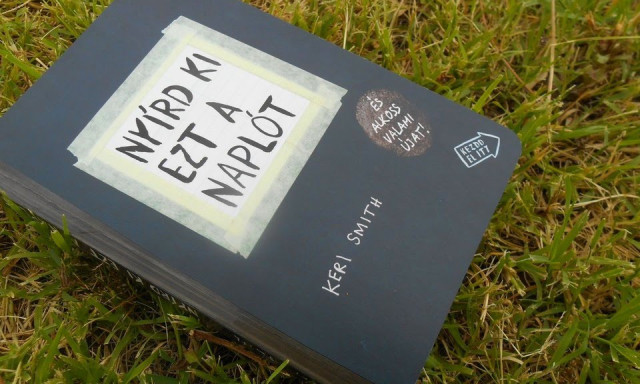 NYÍRD KI
EZT A
NAPLÓT
ÉS
ALKOSS
VALAMI
ÚJAT!
KEZDD
EL ITT
KERI SMITH